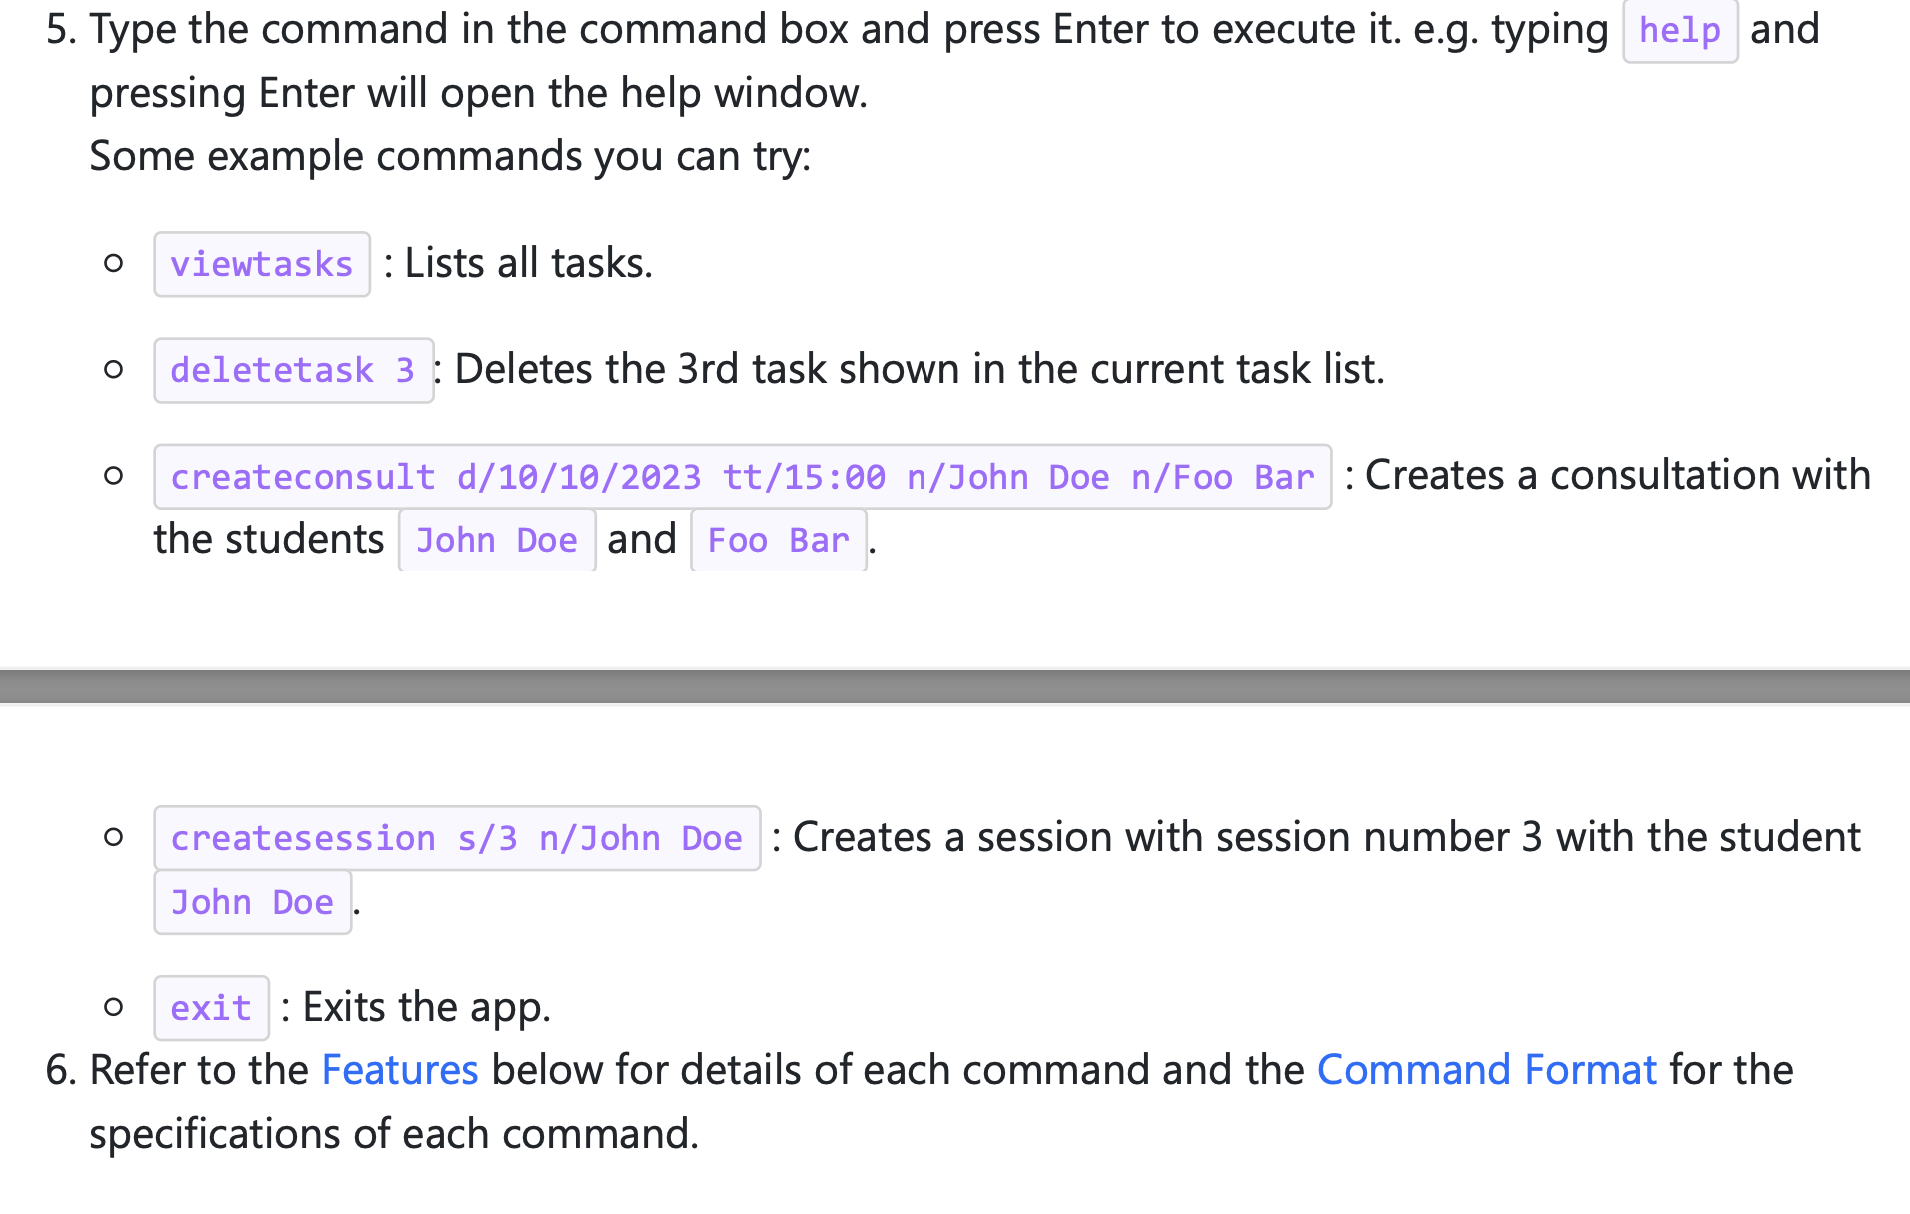 5. Type the command in the command box and press Enter to execute it. e.g. typing help and
pressing Enter will open the help window.
Some example commands you can try:
viewtasks : Lists all tasks.
deletetask 3 : Deletes the 3rd task shown in the current task list.
createconsult d/10/10/2023 tt/15:00 n/John Doe n/Foo Bar : Creates a consultation with
the students John Doe and Foo Bar .
createsession s/3 n/John Doe : Creates a session with session number 3 with the student
John Doe .
exit : Exits the app.
6. Refer to the Features below for details of each command and the Command Format for the
specifications of each command.